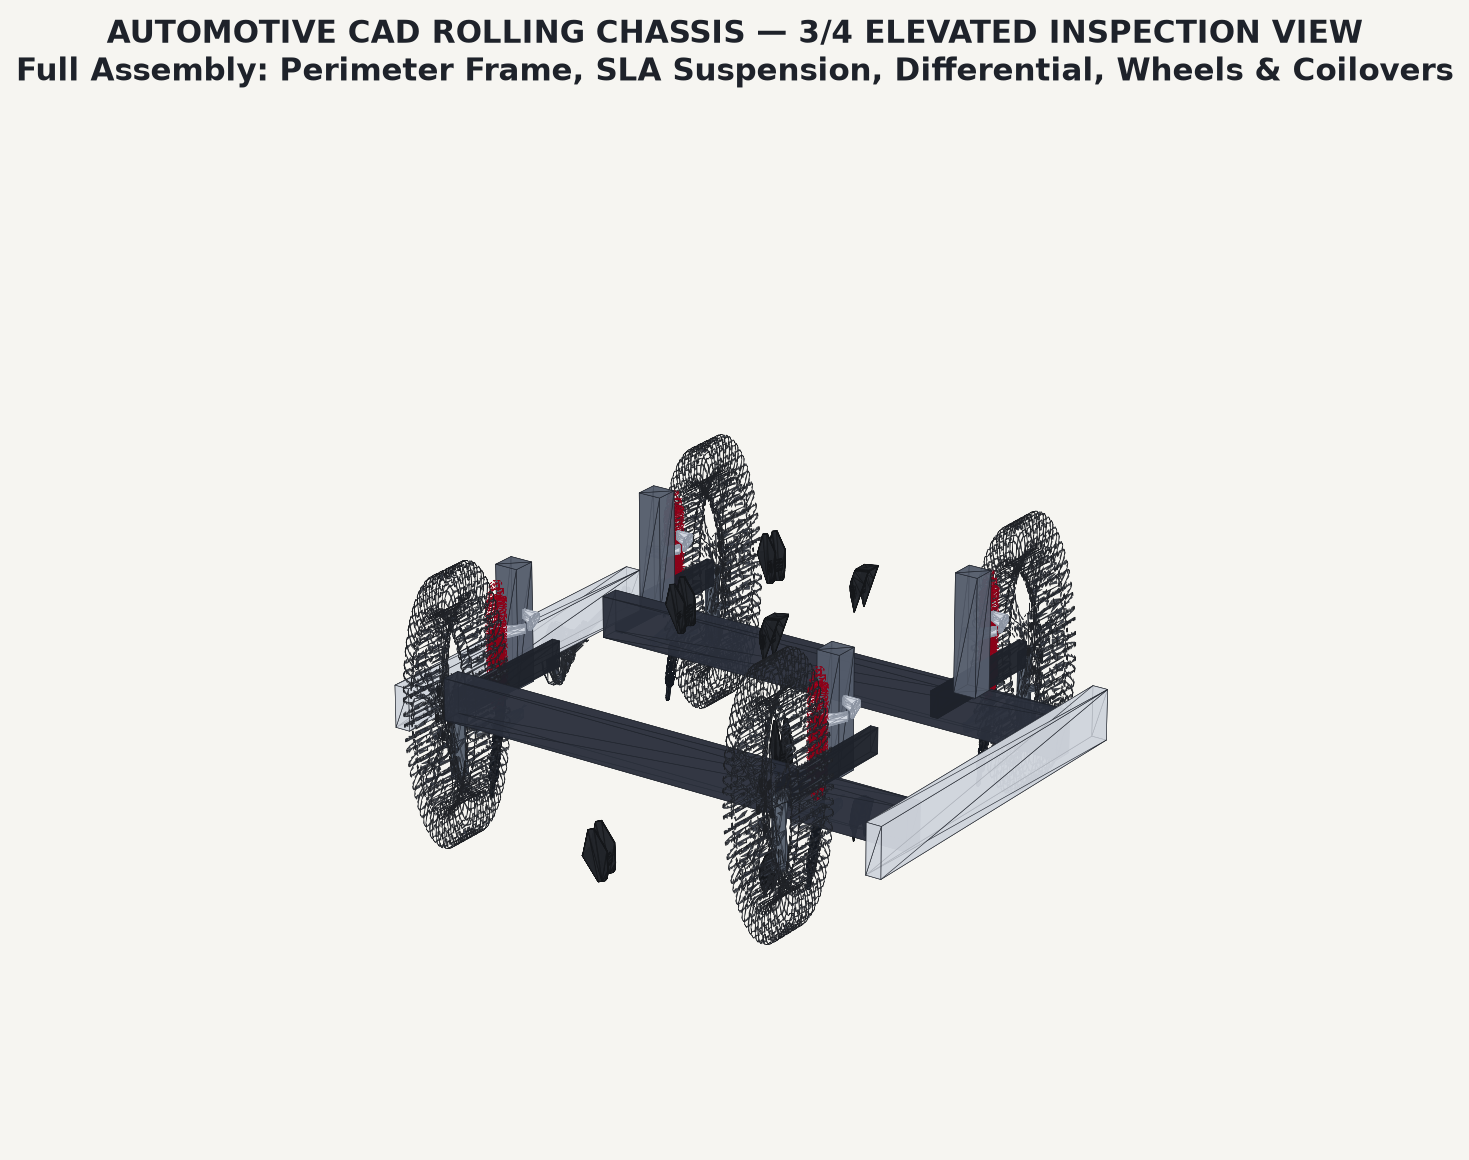 AUTOMOTIVE CAD ROLLING CHASSIS — 3/4 ELEVATED INSPECTION VIEW
Full Assembly: Perimeter Frame, SLA Suspension, Differential, Wheels & Coilovers